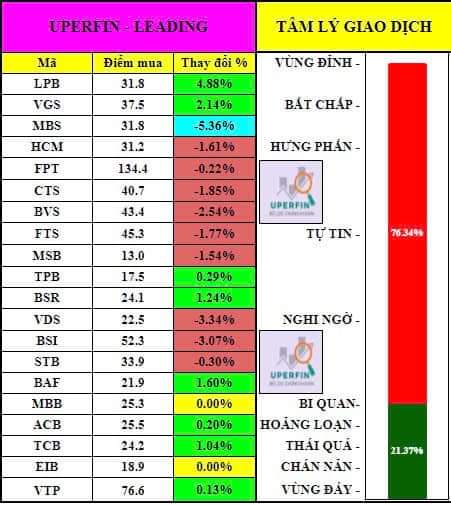 UPERFIN - LEADING
Mã Điểm mua Thay đổi %
LPB 31.8 4.88%
VGS 37.5 2.14%
MBS 31.8 -5.36%
HCM 31.2 -1.61%
FPT 134.4 -0.22%
CTS 40.7 -1.85%
BVS 43.4 -2.54%
FTS 45.3 -1.77%
MSB 13.0 -1.54%
TPB 17.5 0.29%
BSR 24.1 1.24%
VDS 22.5 -3.34%
BSI 52.3 -3.07%
STB 33.9 -0.30%
BAF 21.9 1.60%
MBB 25.3 0.00%
ACB 25.5 0.20%
TCB 24.2 1.04%
EIB 18.9 0.00%
VTP 76.6 0.13%
TÂM LÝ GIAO DỊCH
VÙNG ĐỈNH -
BẤT CHẤP -
HƯNG PHẤN -
UPERFIN
TỰ TIN -
76.34%
NGHI NGỜ -
UPERFIN
BI QUAN-
HOẢNG LOẠN -
THÁI QUÁ -
21.37%
CHÁN NẢN -
VÙNG ĐÁY -